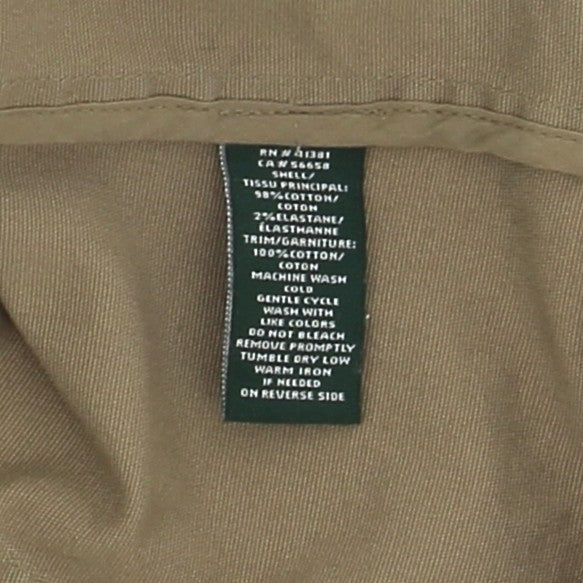 RN # 41381
CA # 56658
SHELL/
TISSU PRINCIPAL:
98%COTTON/
COTON
2%ELASTANE/
ÉLASTHANNE
TRIM/GARNITURE:
100%COTTON/
COTON
MACHINE WASH
COLD
GENTLE CYCLE
WASH WITH
LIKE COLORS
DO NOT BLEACH
REMOVE PROMPTLY
TUMBLE DRY LOW
WARM IRON
IF NEEDED
ON REVERSE SIDE